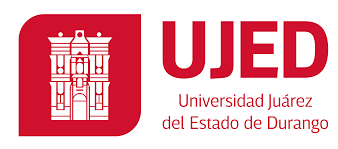 UJED
Universidad Juárez
del Estado de Durango